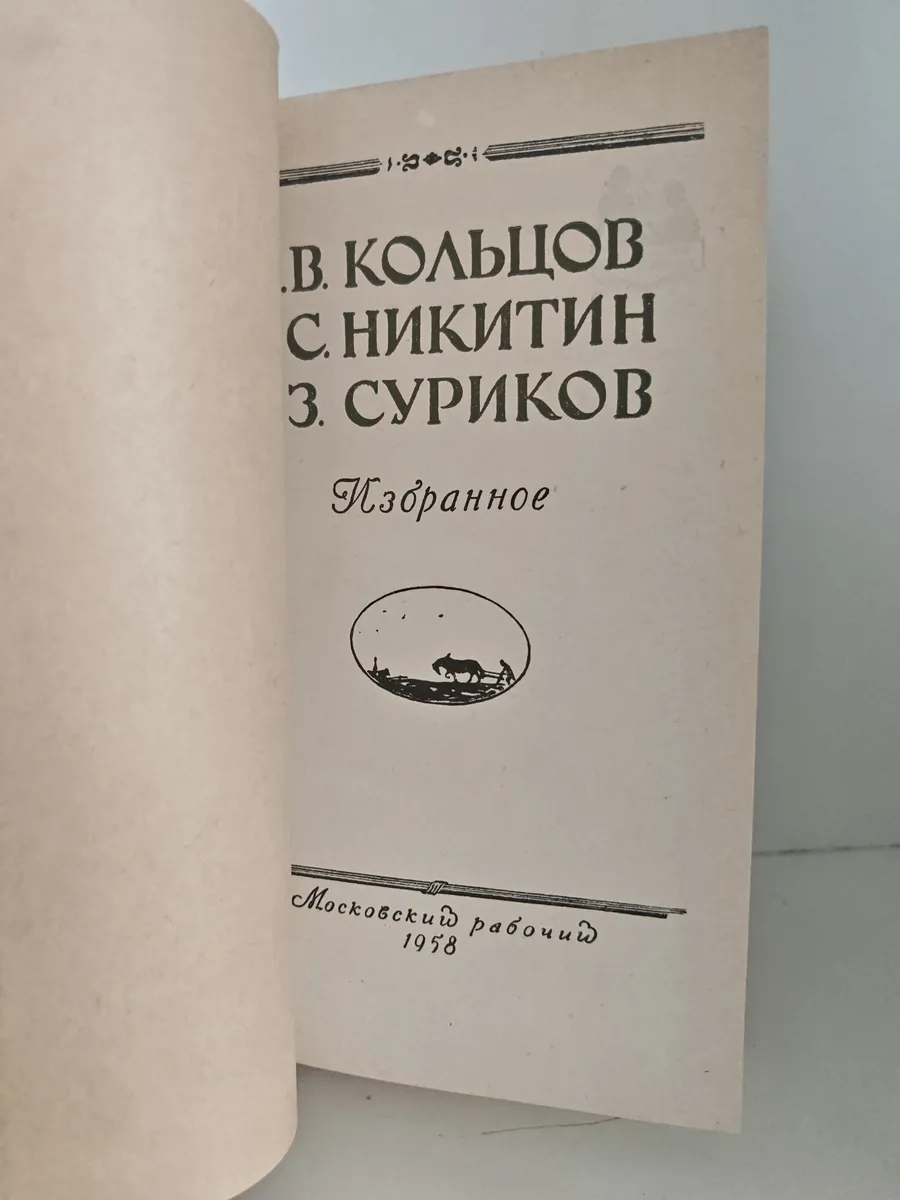 .В. КОЛЬЦОВ
С. НИКИТИН
З. СУРИКОВ
Избранное
Московский рабочий
1958